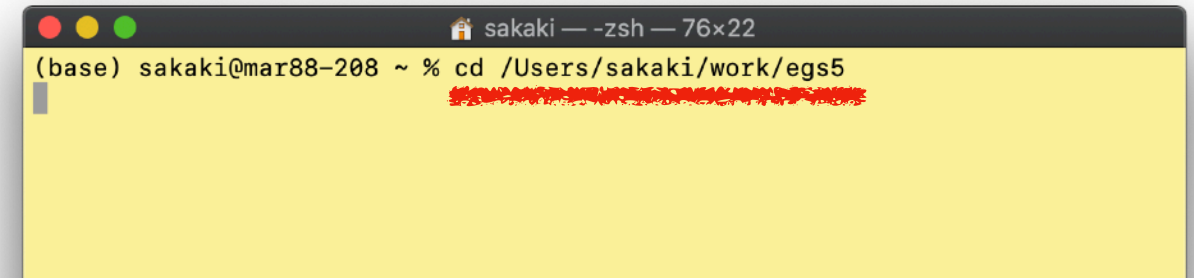 sakaki — -zsh — 76×22
(base) sakaki@mar88-208 ~ % cd /Users/sakaki/work/egs5